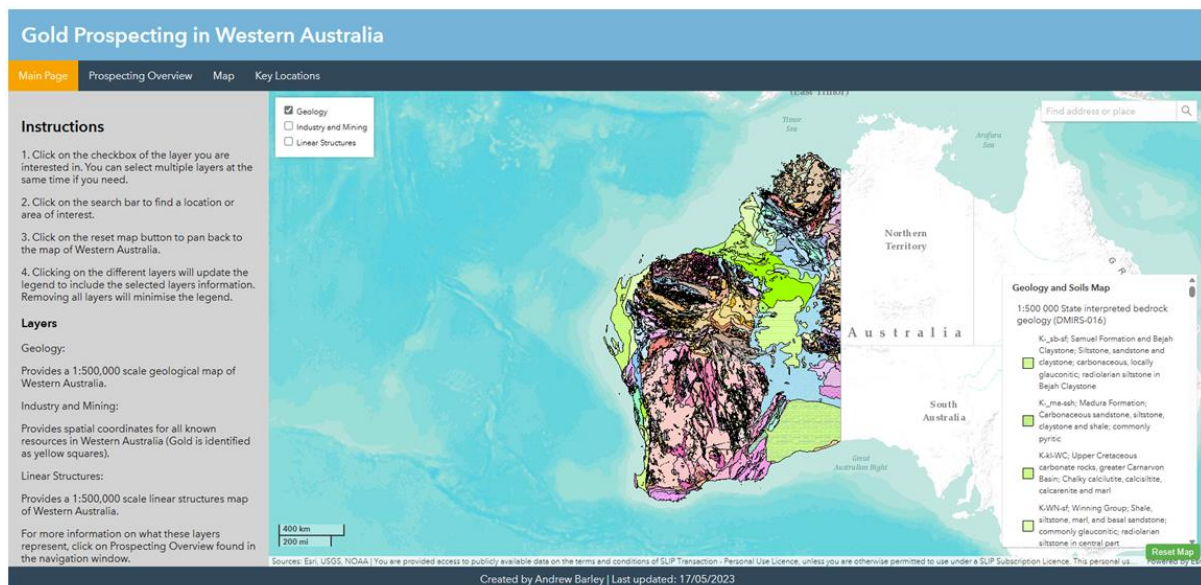 Gold Prospecting in Western Australia
Main Page
Prospecting Overview
Map
Key Locations
Instructions
1. Click on the checkbox of the layer you are
interested in. You can select multiple layers at the
same time if you need.
2. Click on the search bar to find a location or
area of interest.
3. Click on the reset map button to pan back to
the map of Western Australia.
4. Clicking on the different layers will update the
legend to include the selected layers information.
Removing all layers will minimise the legend.
Layers
Geology:
Provides a 1:500,000 scale geological map of
Western Australia.
Industry and Mining:
Provides spatial coordinates for all known
resources in Western Australia (Gold is identified
as yellow squares).
Linear Structures:
Provides a 1:500,000 scale linear structures map
of Western Australia.
For more information on what these layers
represent, click on Prospecting Overview found in
the navigation window.
Geology
Industry and Mining
Linear Structures
(East Timor)
Timor
Sea
Arafura
Sea
Find address or place
Northern
Territory
G R
Australia
South
Australia
Great
Australian Bight
Geology and Soils Map
1:500 000 State interpreted bedrock
geology (DMIRS-016)
K-_sb-sf; Samuel Formation and Bejah
Claystone; Siltstone, sandstone and
claystone; carbonaceous, locally
glauconitic; radiolarian siltstone in
Bejah Claystone
K-_ma-ssh; Madura Formation;
Carbonaceous sandstone, siltstone,
claystone and shale; commonly
pyritic
K-kl-WC; Upper Cretaceous
carbonate rocks, greater Carnarvon
Basin; Chalky calcilutite, calcisiltite,
calcarenite and marl
K-WN-sf; Winning Group; Shale,
siltstone, marl, and basal sandstone;
commonly glauconitic; radiolarian
siltstone in central part
Reset Map
400 km
200 mi
Sources: Esri, USGS, NOAA | You are provided access to publicly available data on the terms and conditions of SLIP Transaction - Personal Use Licence, unless you are otherwise permitted to use under a SLIP Subscription Licence. This personal us...
Powered by
Created by Andrew Barley | Last updated: 17/05/2023